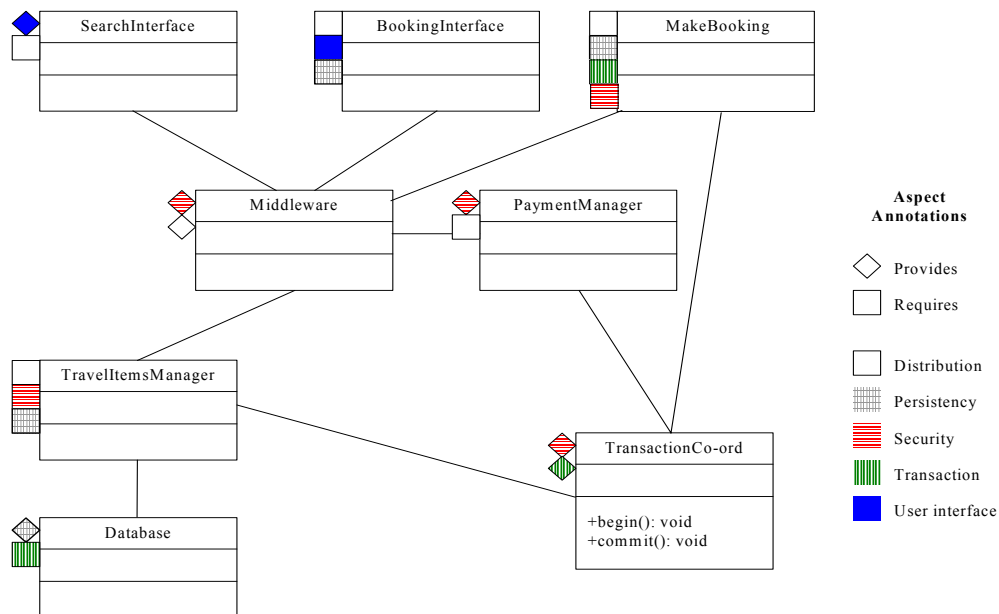 SearchInterface
BookingInterface
MakeBooking
Middleware
PaymentManager
TravelItemsManager
TransactionCo-ord
+begin(): void
+commit(): void
Database
Aspect
Annotations
Provides
Requires
Distribution
Persistency
Security
Transaction
User interface